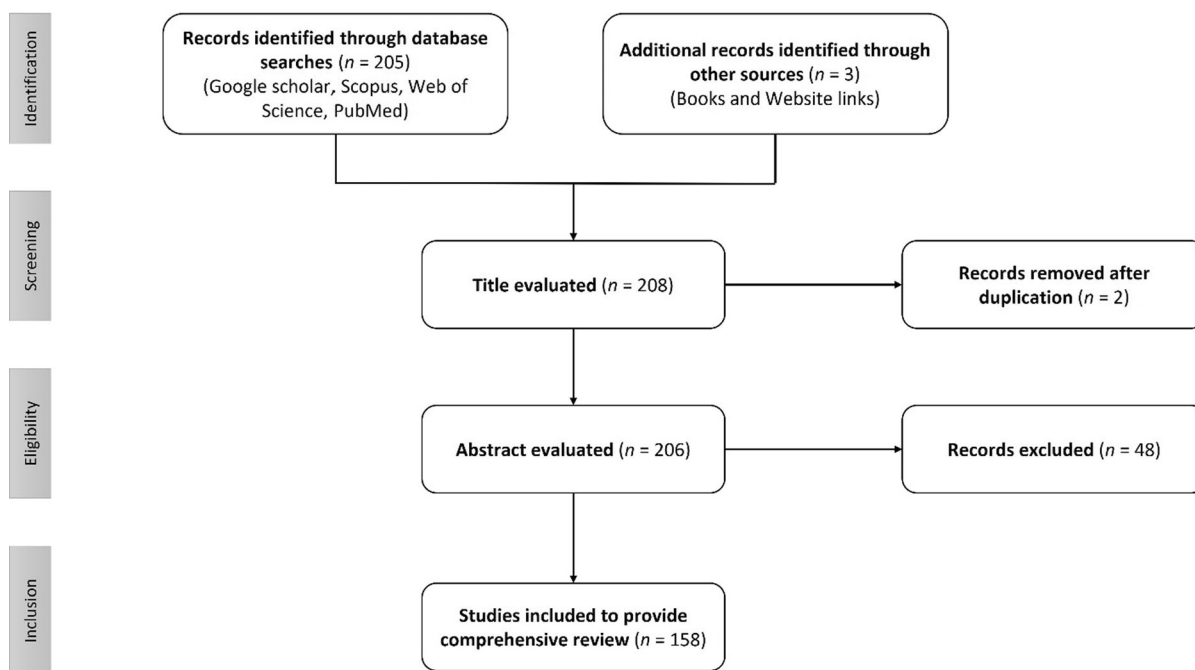 Identification
Records identified through database
searches (n = 205)
(Google scholar, Scopus, Web of
Science, PubMed)
Additional records identified through
other sources (n = 3)
(Books and Website links)
Screening
Title evaluated (n = 208)
Records removed after
duplication (n = 2)
Eligibility
Abstract evaluated (n = 206)
Records excluded (n = 48)
Inclusion
Studies included to provide
comprehensive review (n = 158)